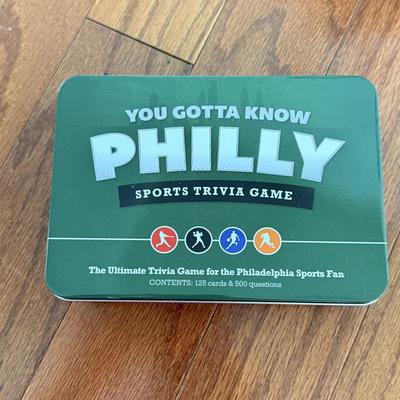 YOU GOTTA KNOW
PHILLY
SPORTS TRIVIA GAME
The Ultimate Trivia Game for the Philadelphia Sports Fan
CONTENTS: 125 cards & 500 questions